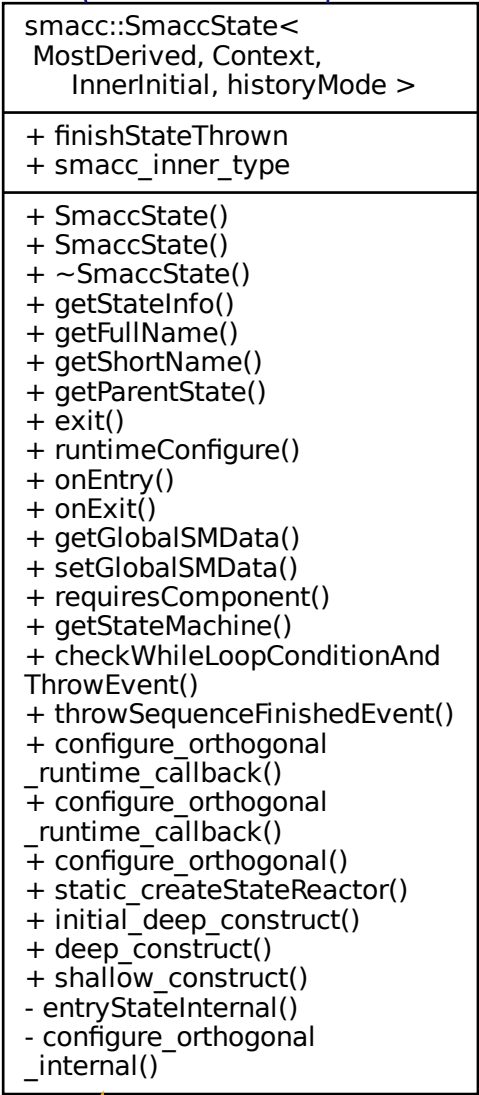 smacc::SmaccState<
MostDerived, Context,
InnerInitial, historyMode >
+ finishStateThrown
+ smacc_inner_type
+ SmaccState()
+ SmaccState()
+ ~SmaccState()
+ getStateInfo()
+ getFullName()
+ getShortName()
+ getParentState()
+ exit()
+ runtimeConfigure()
+ onEntry()
+ onExit()
+ getGlobalSMData()
+ setGlobalSMData()
+ requiresComponent()
+ getStateMachine()
+ checkWhileLoopConditionAnd
ThrowEvent()
+ throwSequenceFinishedEvent()
+ configure_orthogonal
_runtime_callback()
+ configure_orthogonal
_runtime_callback()
+ configure_orthogonal()
+ static_createStateReactor()
+ initial_deep_construct()
+ deep_construct()
+ shallow_construct()
- entryStateInternal()
- configure_orthogonal
_internal()